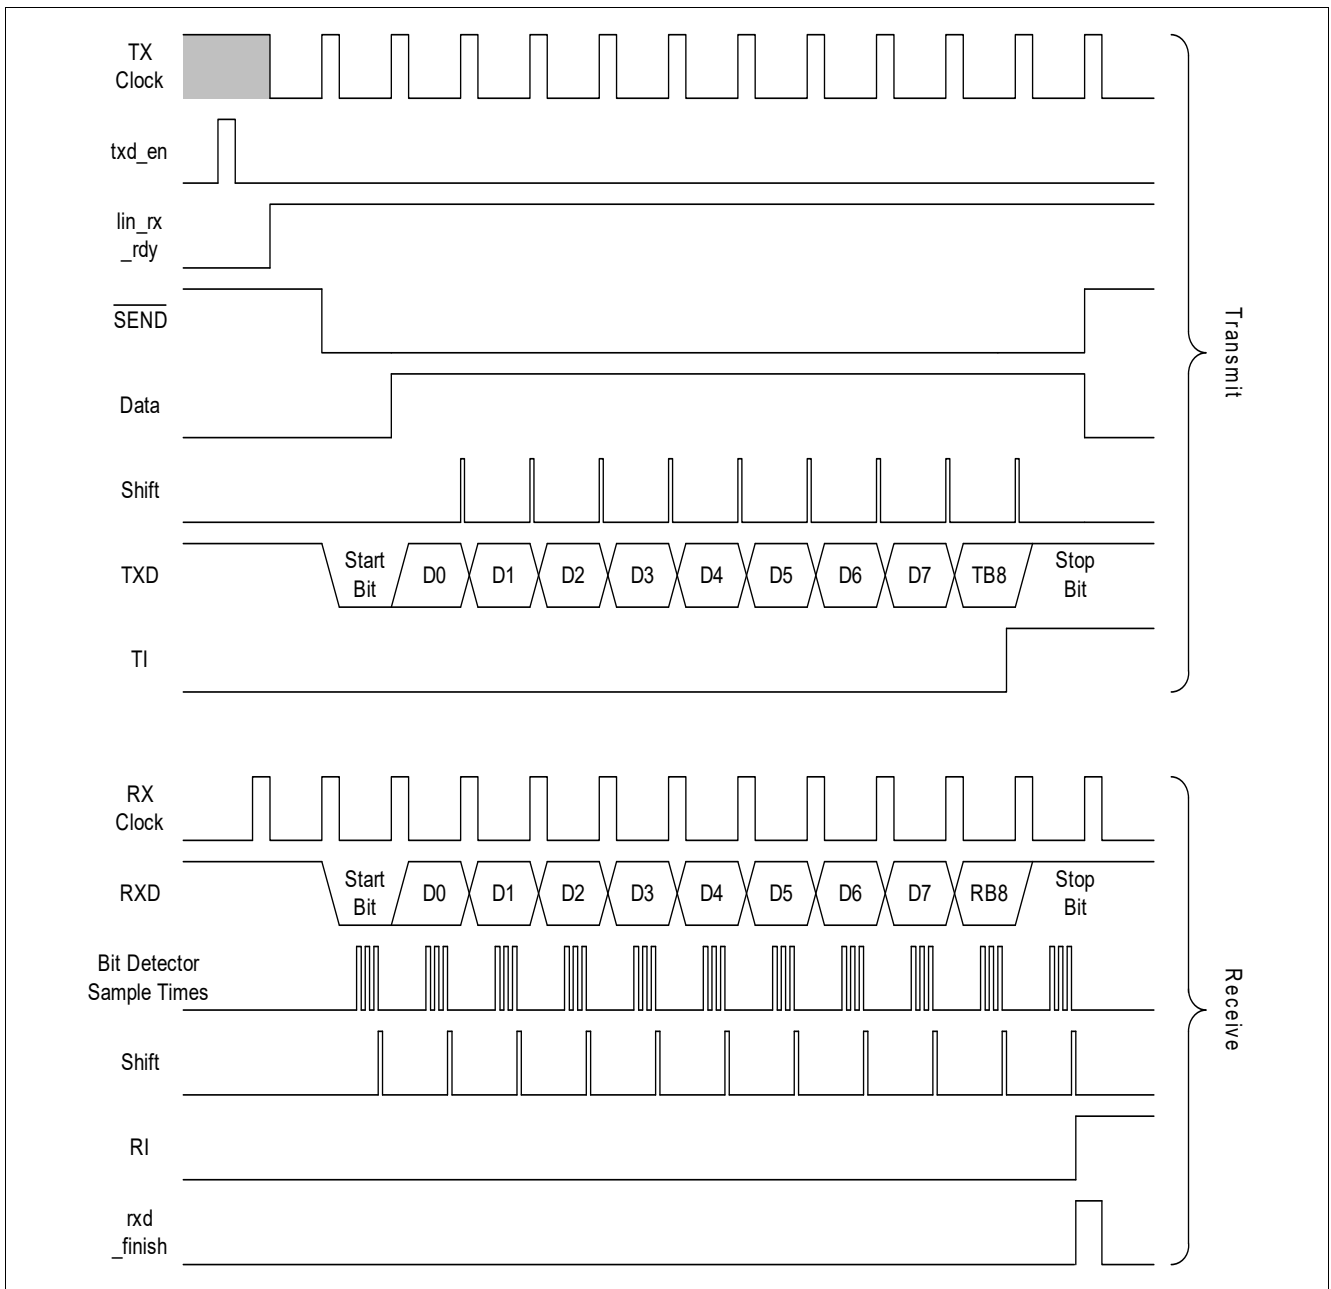 TX
Clock
txd_en
lin_rx
_rdy
SEND
Data
Shift
TXD
Start
Bit
D0
D1
D2
D3
D4
D5
D6
D7
TB8
Stop
Bit
TI
Transmit
RX
Clock
RXD
Start
Bit
D0
D1
D2
D3
D4
D5
D6
D7
RB8
Stop
Bit
Bit Detector
Sample Times
Shift
RI
rxd
_finish
Receive